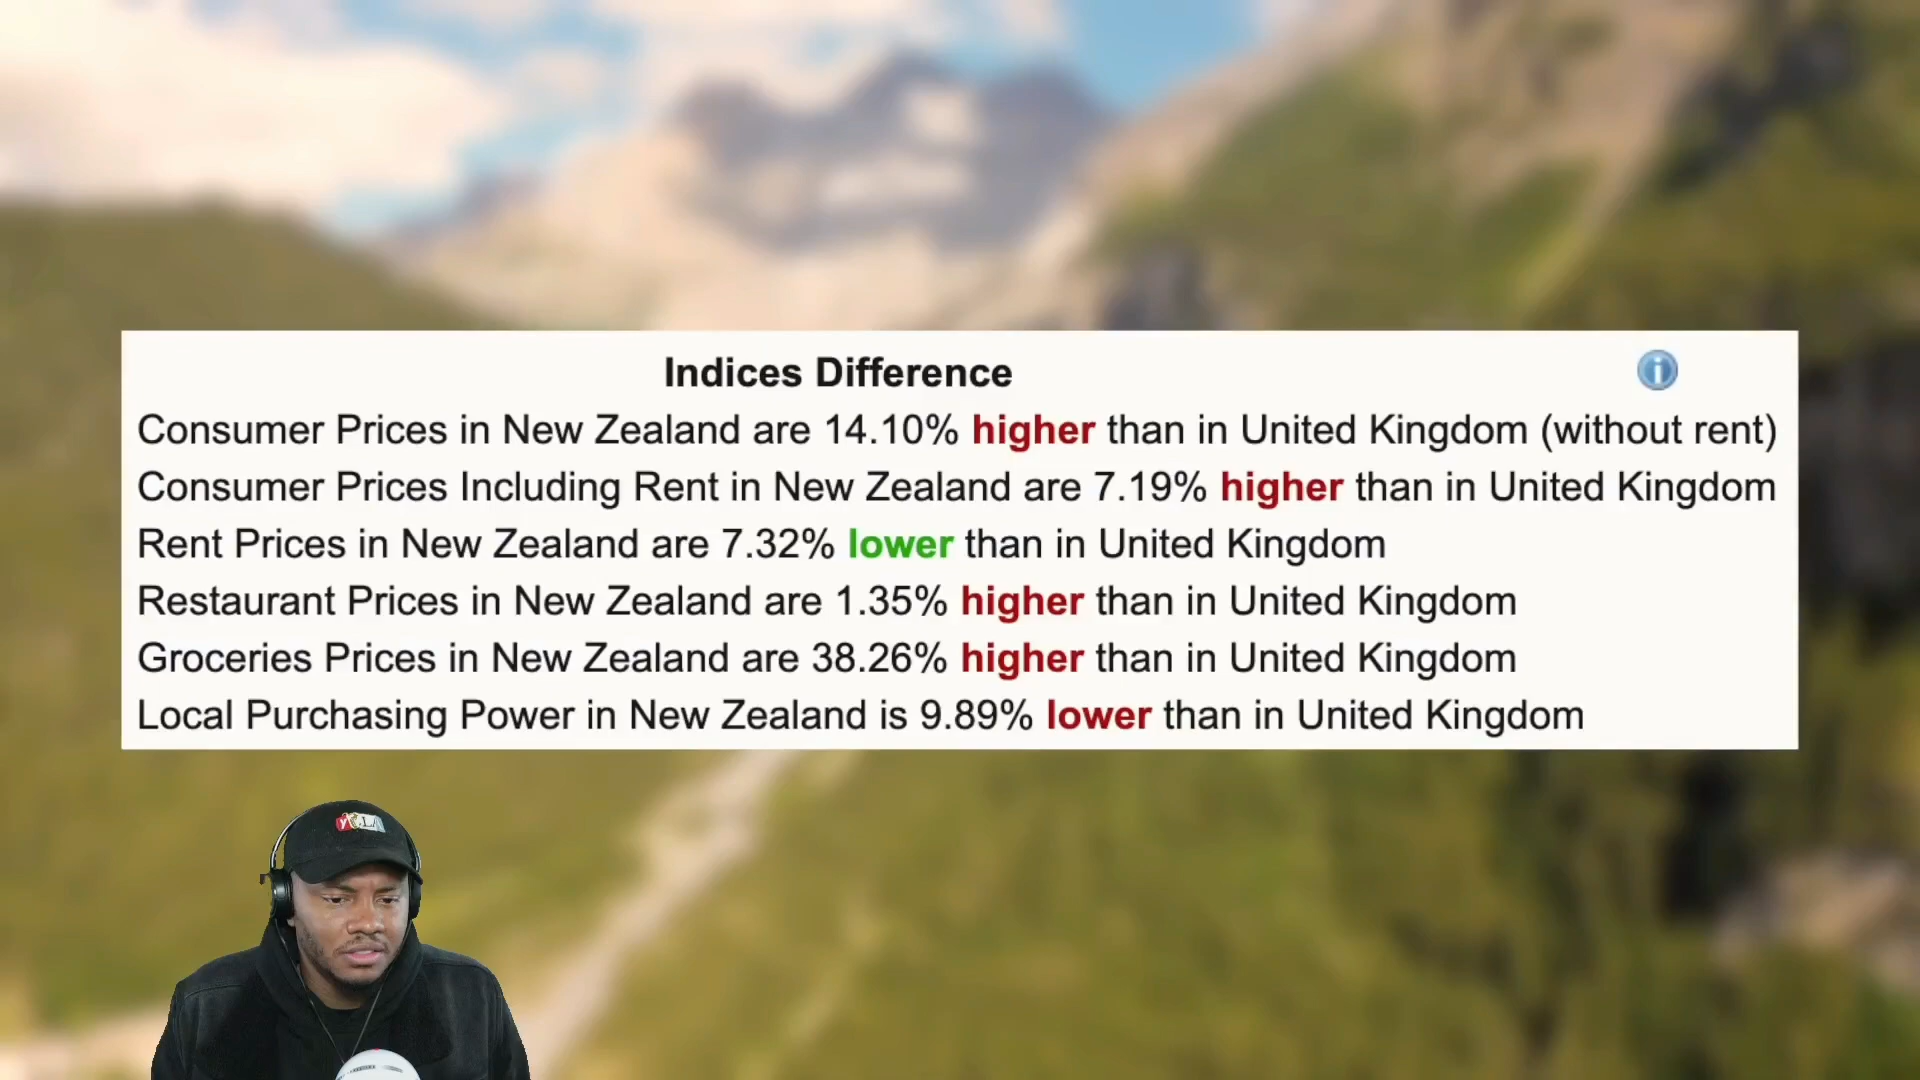 Indices Difference
Consumer Prices in New Zealand are 14.10% higher than in United Kingdom (without rent)
Consumer Prices Including Rent in New Zealand are 7.19% higher than in United Kingdom
Rent Prices in New Zealand are 7.32% lower than in United Kingdom
Restaurant Prices in New Zealand are 1.35% higher than in United Kingdom
Groceries Prices in New Zealand are 38.26% higher than in United Kingdom
Local Purchasing Power in New Zealand is 9.89% lower than in United Kingdom